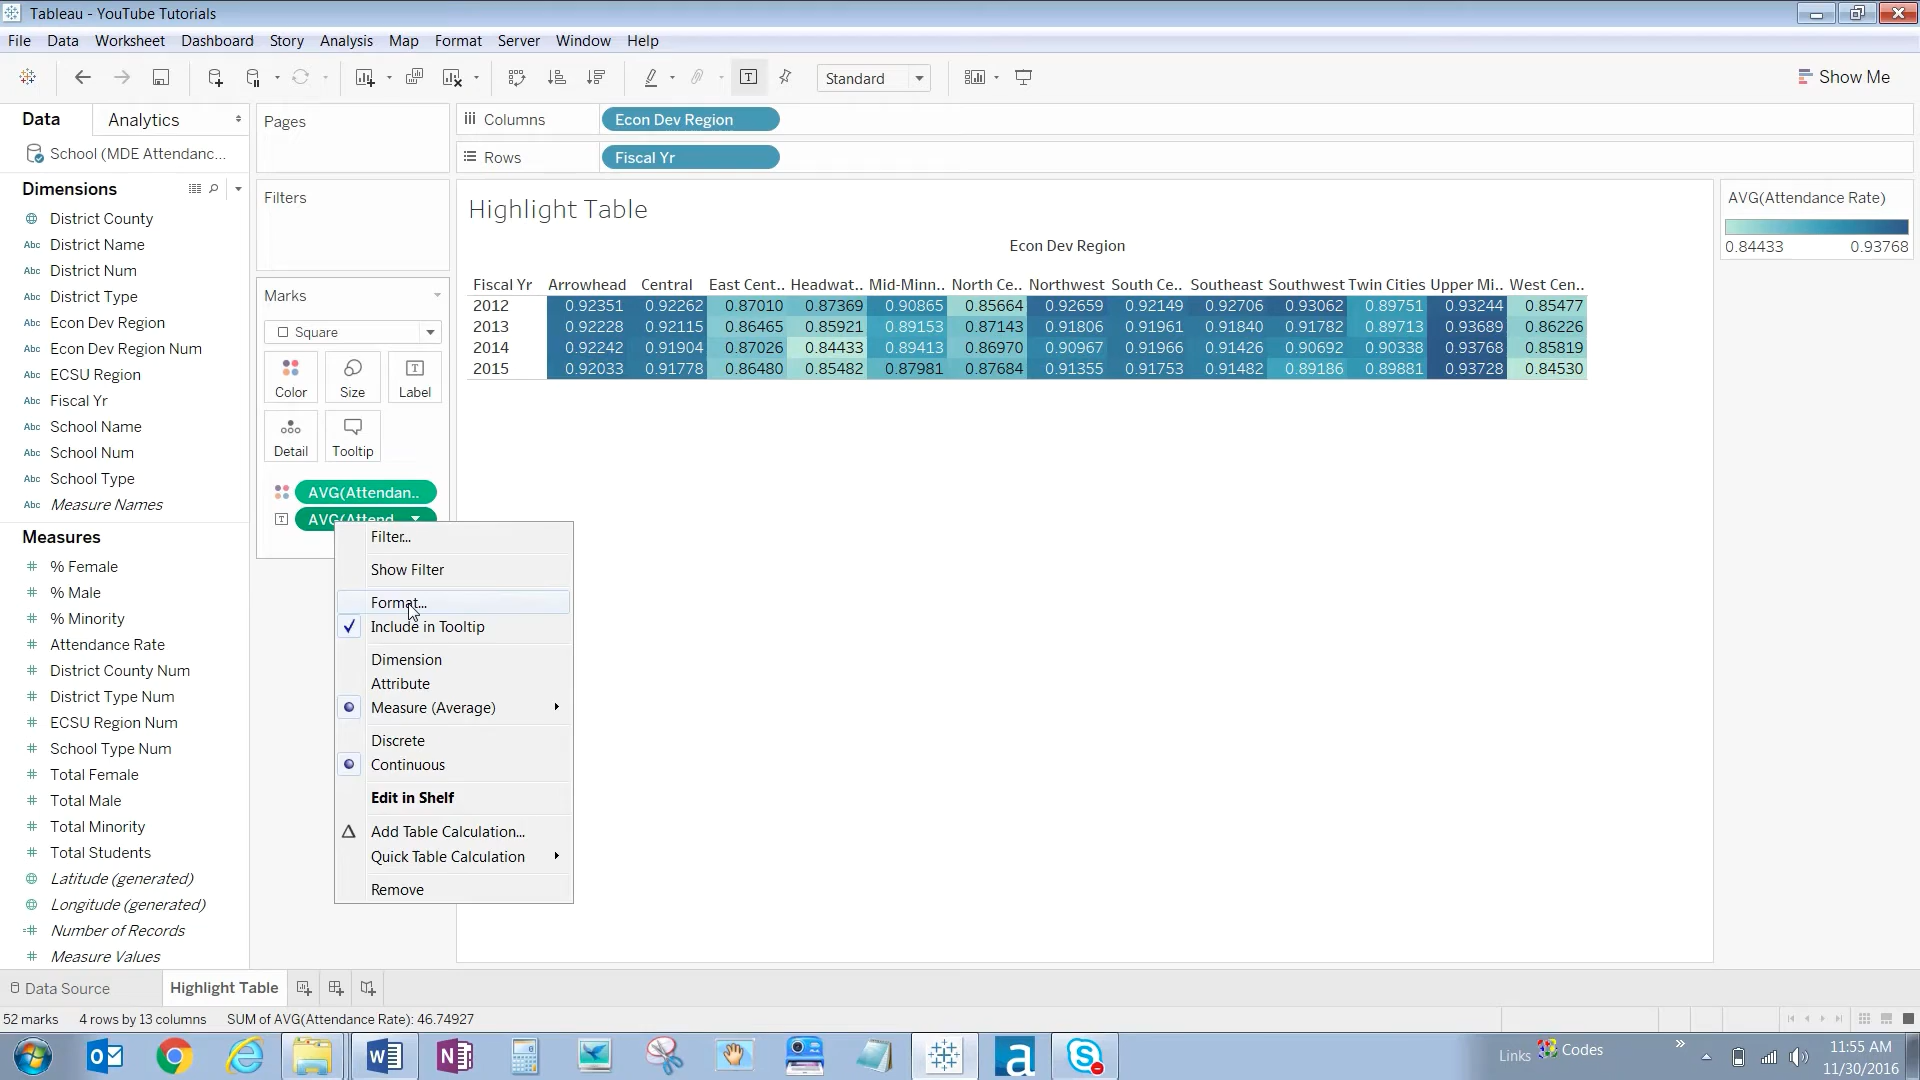 Tableau - YouTube Tutorials
File Data Worksheet Dashboard Story Analysis Map Format Server Window Help
Standard
Show Me
Data Analytics
School (MDE Attendanc...
Dimensions
Abc District County
Abc District Name
Abc District Num
Abc District Type
Abc Econ Dev Region
Abc Econ Dev Region Num
Abc ECSU Region
Abc Fiscal Yr
Abc School Name
Abc School Num
Abc School Type
Abc Measure Names
Measures
% Female
% Male
% Minority
Attendance Rate
District County Num
District Type Num
ECSU Region Num
School Type Num
Total Female
Total Male
Total Minority
Total Students
Latitude (generated)
Longitude (generated)
Number of Records
Measure Values
Pages
Filters
Marks
Square
Color Size Label
Detail Tooltip
AVG(Attendan..
AVG(Attend..
Filter...
Show Filter
Format...
Include in Tooltip
Dimension
Attribute
Measure (Average)
Discrete
Continuous
Edit in Shelf
Add Table Calculation...
Quick Table Calculation
Remove
Columns Econ Dev Region
Rows Fiscal Yr
Highlight Table
Econ Dev Region
Fiscal Yr Arrowhead Central East Cent.. Headwat.. Mid-Minn.. North Ce.. Northwest South Ce.. Southeast Southwest Twin Cities Upper Mi.. West Cen..
2012 0.92351 0.92262 0.87010 0.87369 0.90865 0.85664 0.92659 0.92149 0.92706 0.93062 0.89751 0.93244 0.85477
2013 0.92228 0.92115 0.86465 0.85921 0.89153 0.87143 0.91806 0.91961 0.91840 0.91782 0.89713 0.93689 0.86226
2014 0.92242 0.91904 0.87026 0.84433 0.89413 0.86970 0.90967 0.91966 0.91426 0.90692 0.90338 0.93768 0.85819
2015 0.92033 0.91778 0.86480 0.85482 0.87981 0.87684 0.91355 0.91753 0.91482 0.89186 0.89881 0.93728 0.84530
AVG(Attendance Rate)
0.84433 0.93768
Data Source Highlight Table
52 marks 4 rows by 13 columns SUM of AVG(Attendance Rate): 46.74927
Links Codes
11:55 AM
11/30/2016